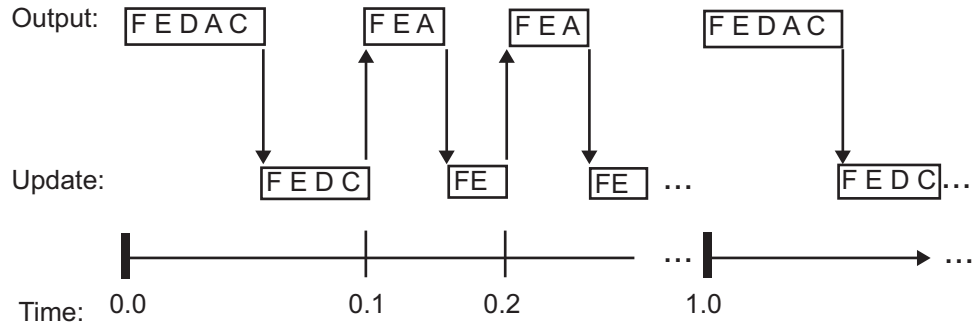 Output: F E D A C F E A F E A F E D A C
Update: F E D C FE FE ... F E D C ...
... ...
Time: 0.0 0.1 0.2 1.0